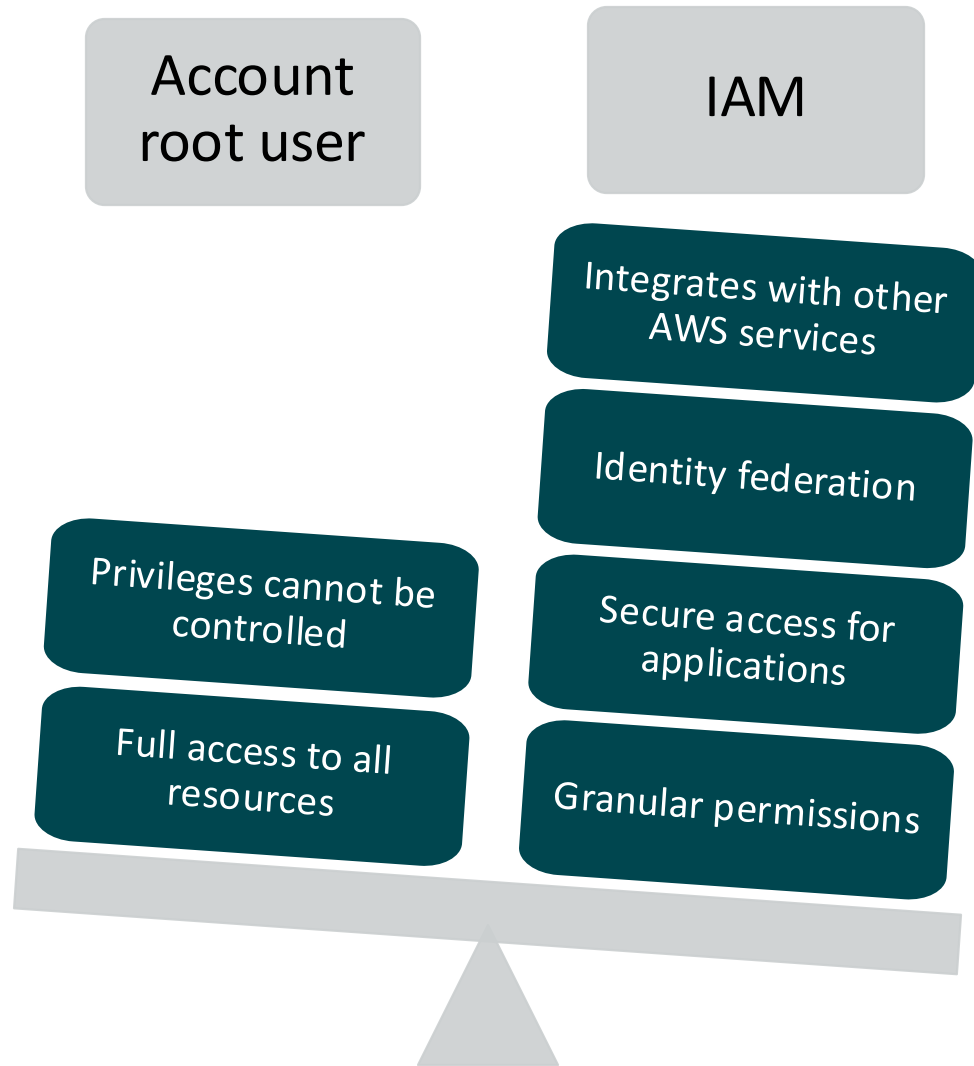 Account
root user
IAM
Integrates with other
AWS services
Identity federation
Privileges cannot be
controlled
Secure access for
applications
Full access to all
resources
Granular permissions